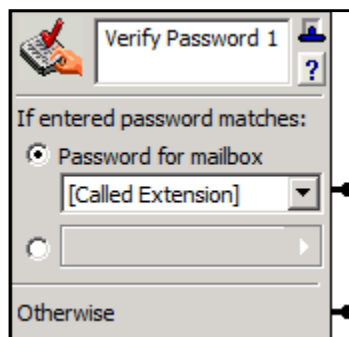 Verify Password 1
?
If entered password matches:
Password for mailbox
[Called Extension]
Otherwise